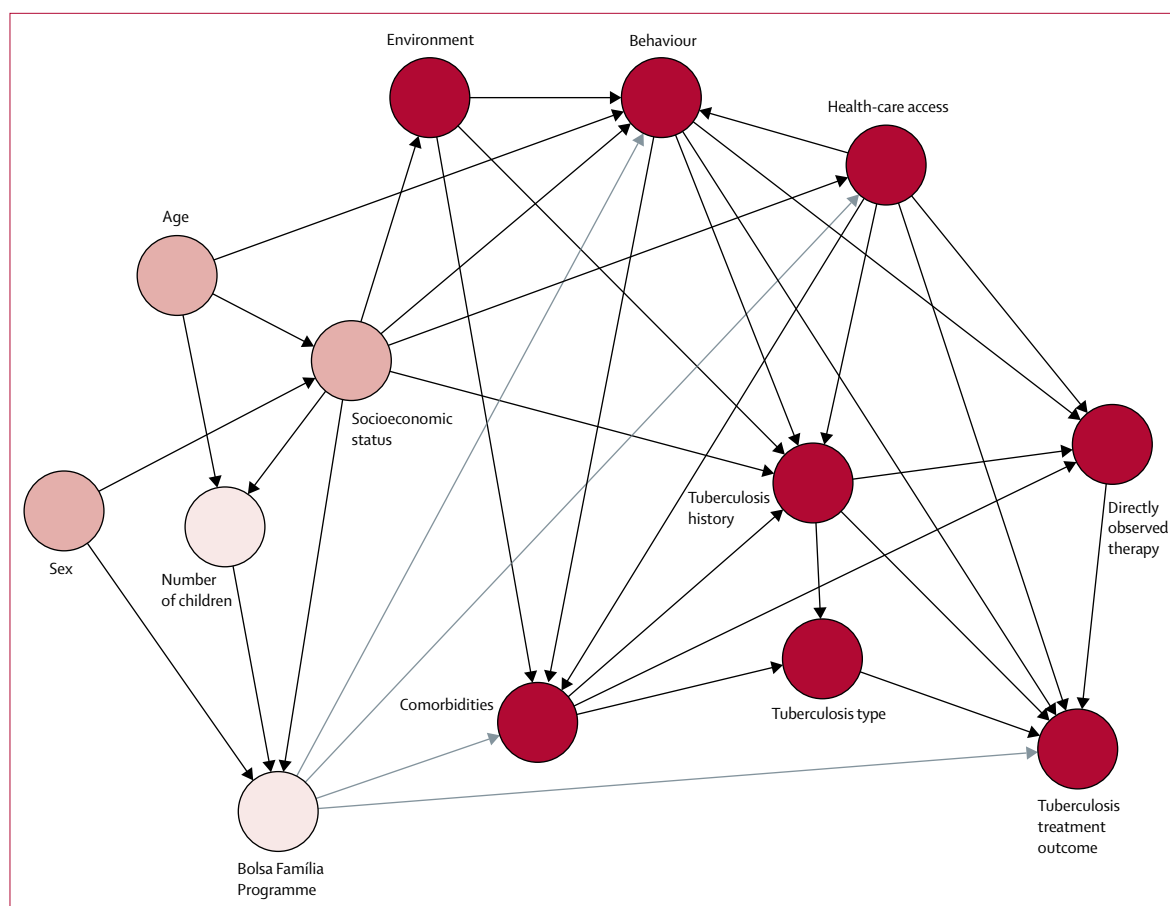 Environment
Behaviour
Health-care access
Age
Socioeconomic
status
Tuberculosis
history
Directly
observed
therapy
Sex
Number
of children
Comorbidities
Tuberculosis type
Tuberculosis
treatment
outcome
Bolsa Família
Programme